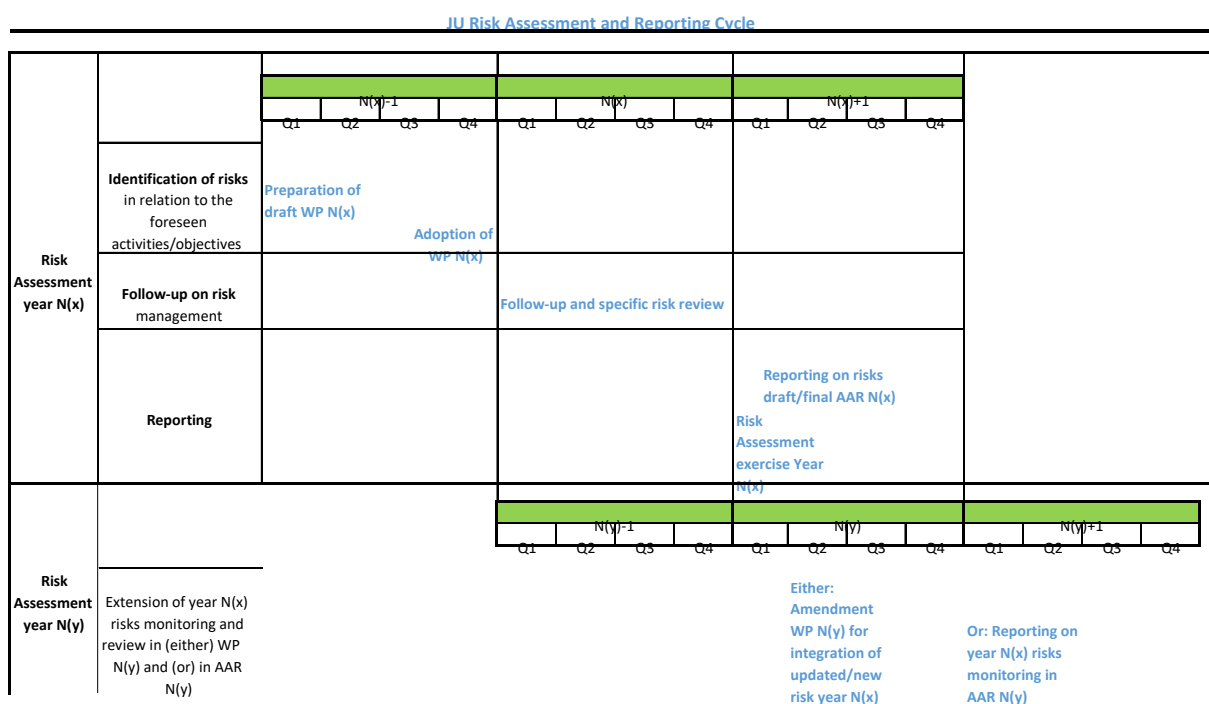 JU Risk Assessment and Reporting Cycle
N(x)-1 N(x) N(x)+1
Q1 Q2 Q3 Q4 Q1 Q2 Q3 Q4 Q1 Q2 Q3 Q4
Risk
Assessment
year N(x)
Identification of risks
in relation to the
foreseen
activities/objectives
Preparation of
draft WP N(x)
Adoption of
WP N(x)
Follow-up on risk
management
Follow-up and specific risk review
Reporting
Reporting on risks
draft/final AAR N(x)
Risk
Assessment
exercise Year
N(x)
N(y)-1 N(y) N(y)+1
Q1 Q2 Q3 Q4 Q1 Q2 Q3 Q4 Q1 Q2 Q3 Q4
Risk
Assessment
year N(y)
Extension of year N(x)
risks monitoring and
review in (either) WP
N(y) and (or) in AAR
N(y)
Either:
Amendment
WP N(y) for
integration of
updated/new
risk year N(x)
Or: Reporting on
year N(x) risks
monitoring in
AAR N(y)